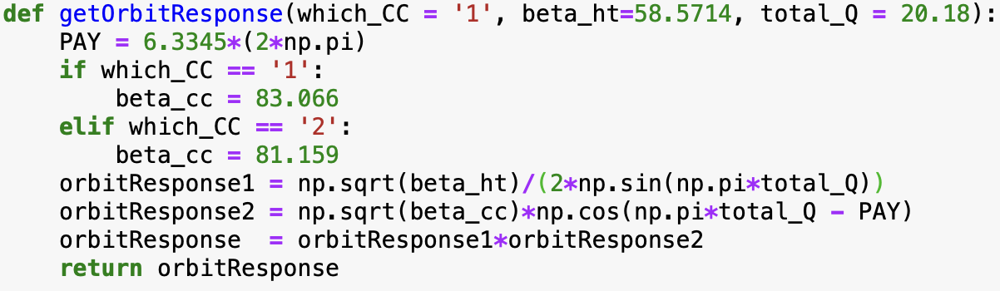 def getOrbitResponse(which_CC = '1', beta_ht=58.5714, total_Q = 20.18):
    PAY = 6.3345*(2*np.pi)
    if which_CC == '1':
        beta_cc = 83.066
    elif which_CC == '2':
        beta_cc = 81.159
    orbitResponse1 = np.sqrt(beta_ht)/(2*np.sin(np.pi*total_Q))
    orbitResponse2 = np.sqrt(beta_cc)*np.cos(np.pi*total_Q - PAY)
    orbitResponse  = orbitResponse1*orbitResponse2
    return orbitResponse